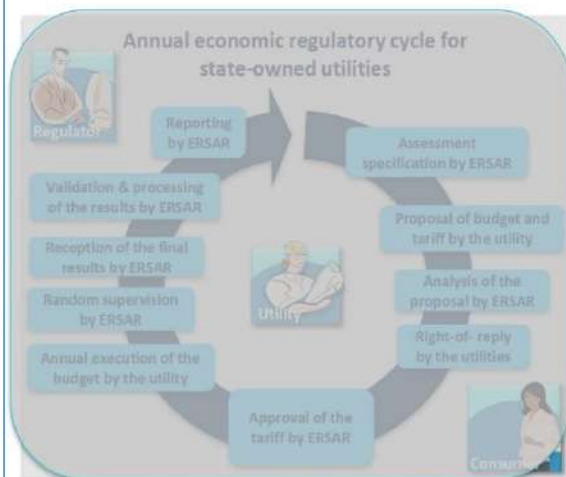 Annual economic regulatory cycle for
state-owned utilities
Regulator
Reporting
by ERSAR
Assessment
specification by ERSAR
Validation & processing
of the results by ERSAR
Proposal of budget and
tariff by the utility
Reception of the final
results by ERSAR
Analysis of the
proposal by ERSAR
Utility
Random supervision
by ERSAR
Right-of- reply
by the utilities
Annual execution of the
budget by the utility
Approval of the
tariff by ERSAR
Consumer